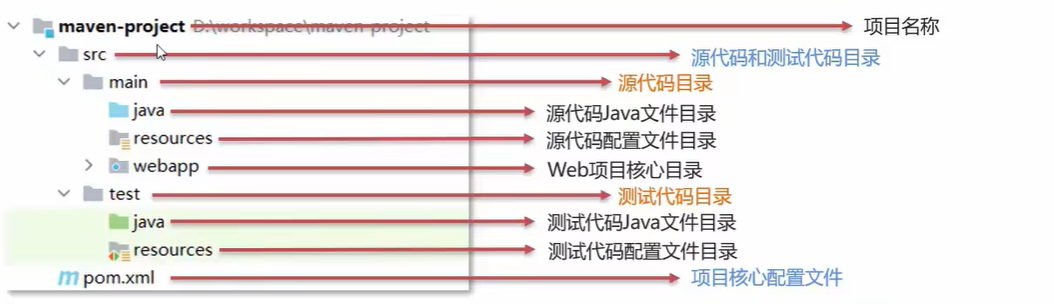 maven-project D:\workspace\maven-project 项目名称
src 源代码和测试代码目录
main 源代码目录
java 源代码Java文件目录
resources 源代码配置文件目录
webapp Web项目核心目录
test 测试代码目录
java 测试代码Java文件目录
resources 测试代码配置文件目录
pom.xml 项目核心配置文件